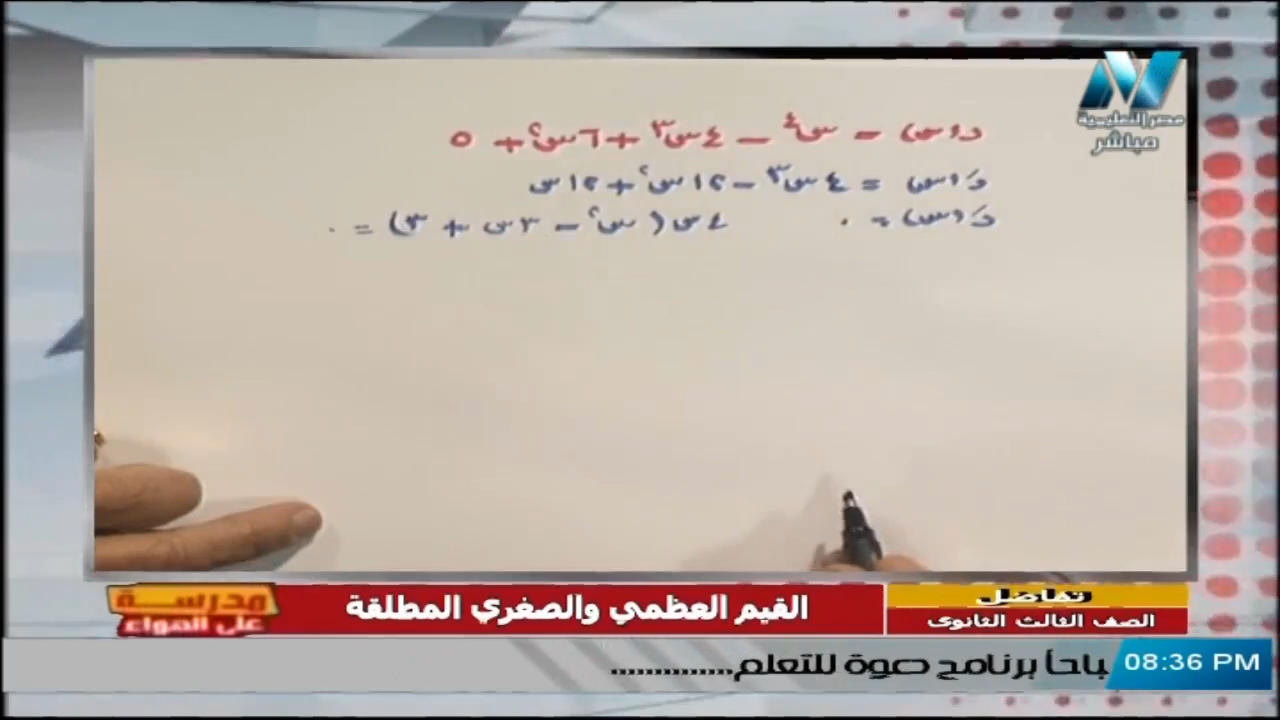 مصر التعليمية
مباشر
د(س) = س⁴ - ٤س³ + ٦س² + ٥
دَ(س) = ٤س³ - ١٢س² + ١٢س
دَ(س) = ٠    ٤س(س² - ٣س + ٣) = ٠
تفاضل
الصف الثالث الثانوى
القيم العظمي والصغري المطلقة
مدرسة
على الهواء
08:36 PM
باحاً برنامج صوة للتعلم..............